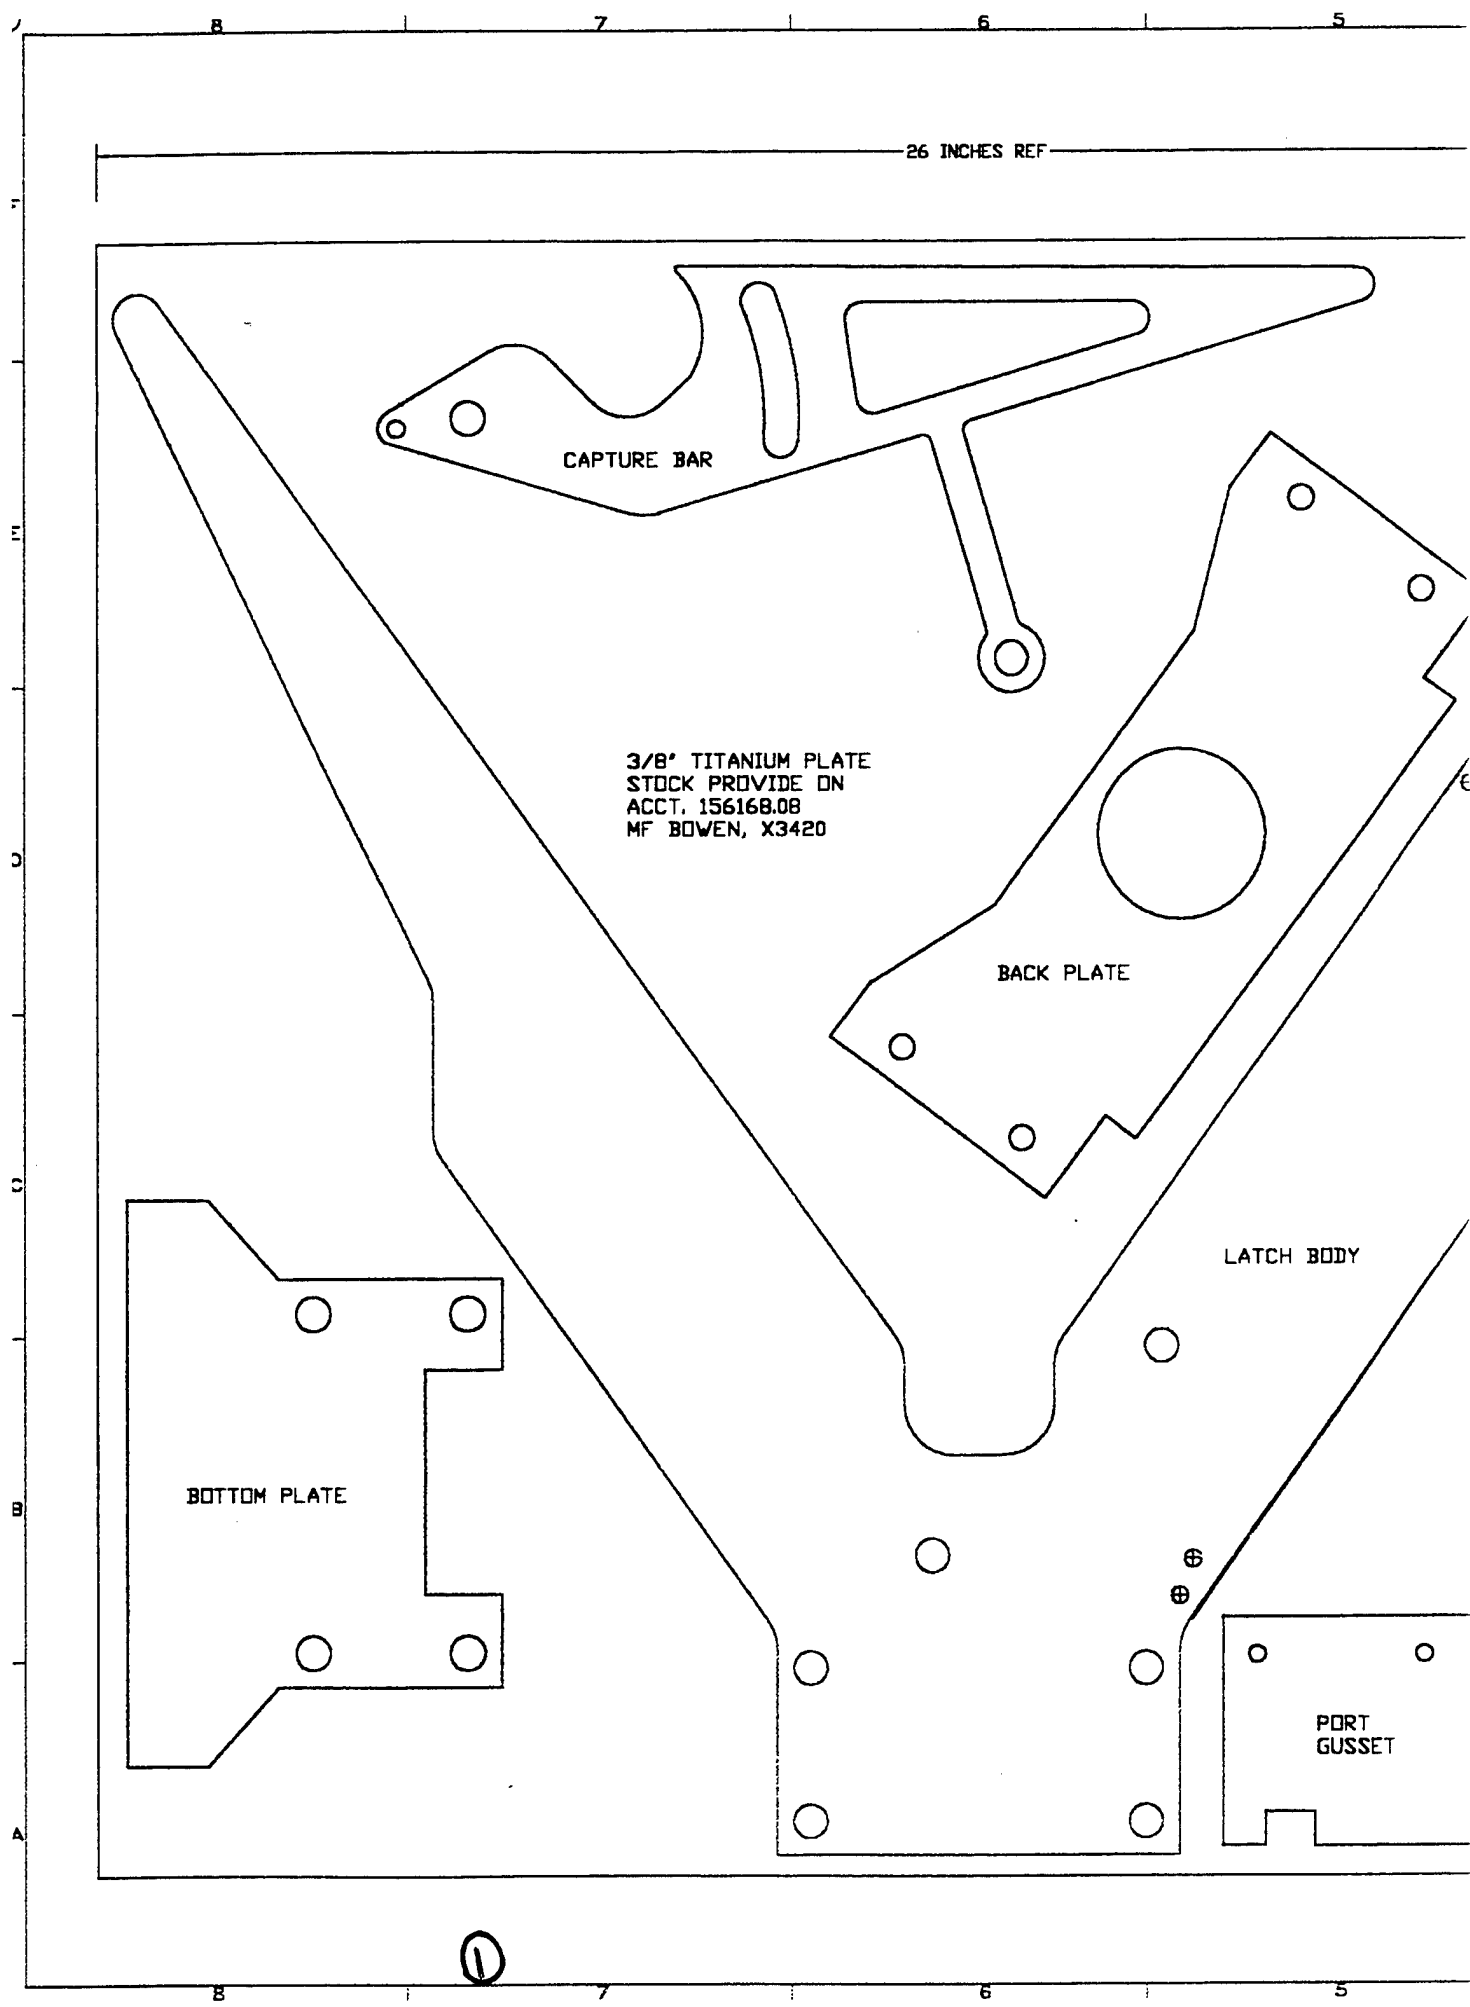 8 7 6 5
26 INCHES REF
F
CAPTURE BAR
E
3/8" TITANIUM PLATE
STOCK PROVIDE ON
ACCT. 156168.08
MF BOWEN, X3420
D
BACK PLATE
C
LATCH BODY
BOTTOM PLATE
B
PORT
GUSSET
A
1
8 7 6 5